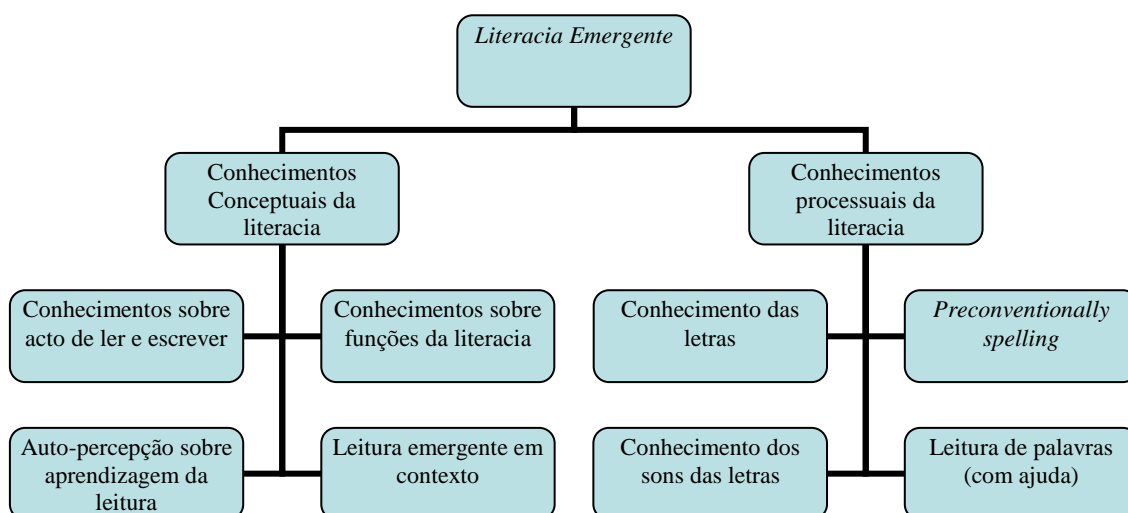 Literacia Emergente
Conhecimentos
Conceptuais da
literacia
Conhecimentos
processuais da
literacia
Conhecimentos sobre
acto de ler e escrever
Conhecimentos sobre
funções da literacia
Conhecimento das
letras
Preconventionally
spelling
Auto-percepção sobre
aprendizagem da
leitura
Leitura emergente em
contexto
Conhecimento dos
sons das letras
Leitura de palavras
(com ajuda)